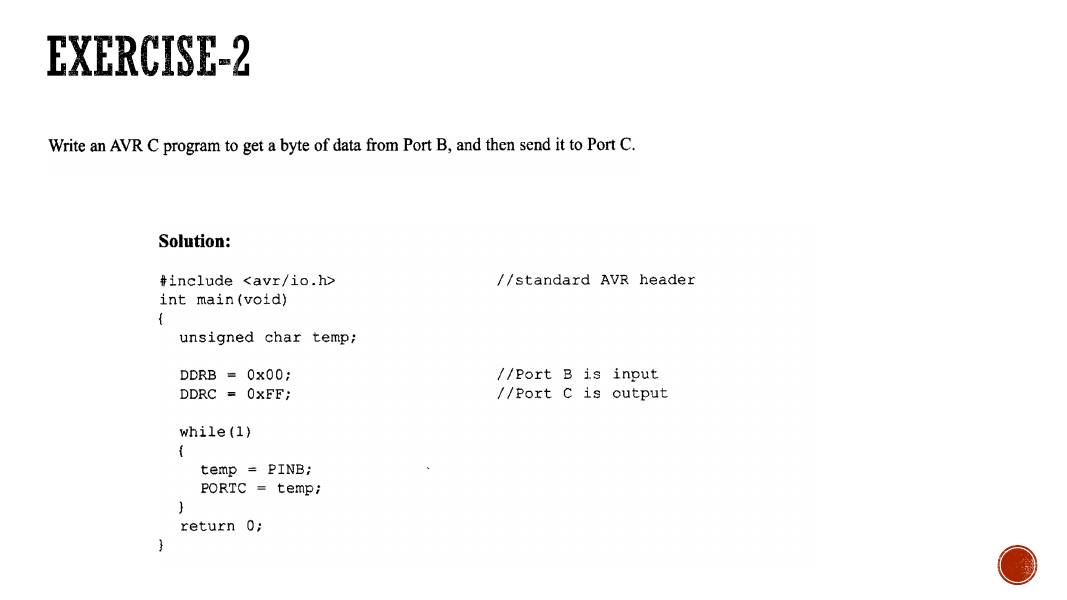 EXERCISE-2
Write an AVR C program to get a byte of data from Port B, and then send it to Port C.
Solution:
#include <avr/io.h> //standard AVR header
int main(void)
{
unsigned char temp;
DDRB = 0x00; //Port B is input
DDRC = 0xFF; //Port C is output
while(1)
{
temp = PINB;
PORTC = temp;
}
return 0;
}